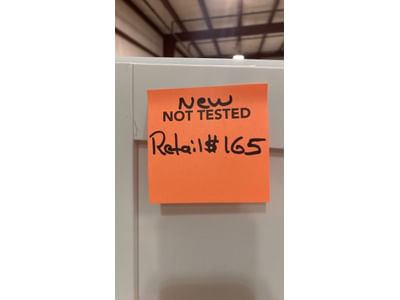 New
NOT TESTED
Retail $165